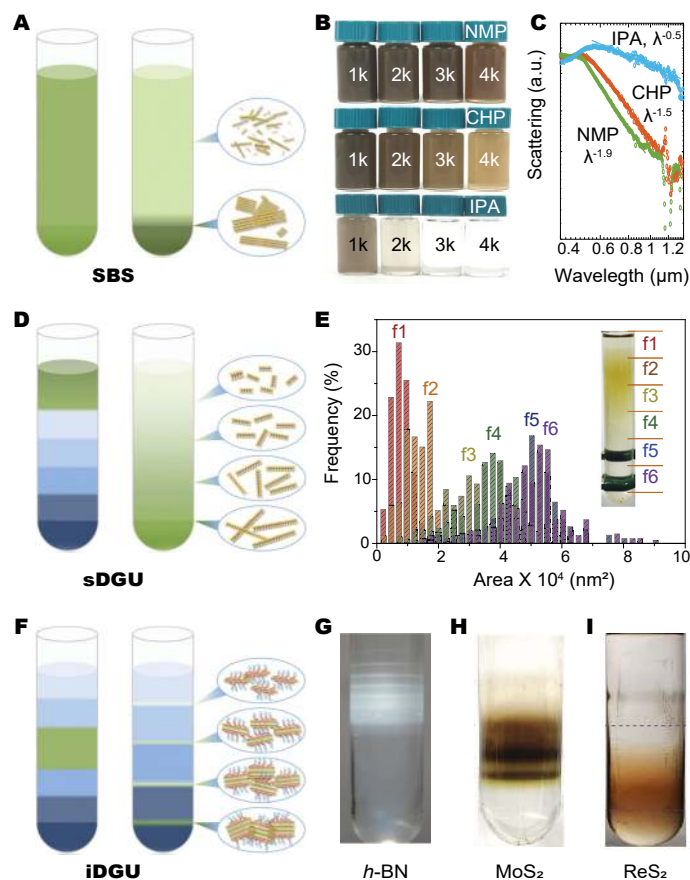 A
B
C
NMP
1k 2k 3k 4k
CHP
1k 2k 3k 4k
IPA
1k 2k 3k 4k
IPA, λ-0.5
CHP
λ-1.5
NMP
λ-1.9
Scattering (a.u.)
0.4 0.6 0.8 1 1.2
Wavelegth (µm)
SBS
D
sDGU
E
f1
f2
f3
f4
f5
f6
f1
f2
f3
f4
f5
f6
Frequency (%)
30
20
10
0
0 2 4 6 8 10
Area X 10⁴ (nm²)
F
iDGU
G
h-BN
H
MoS₂
I
ReS₂